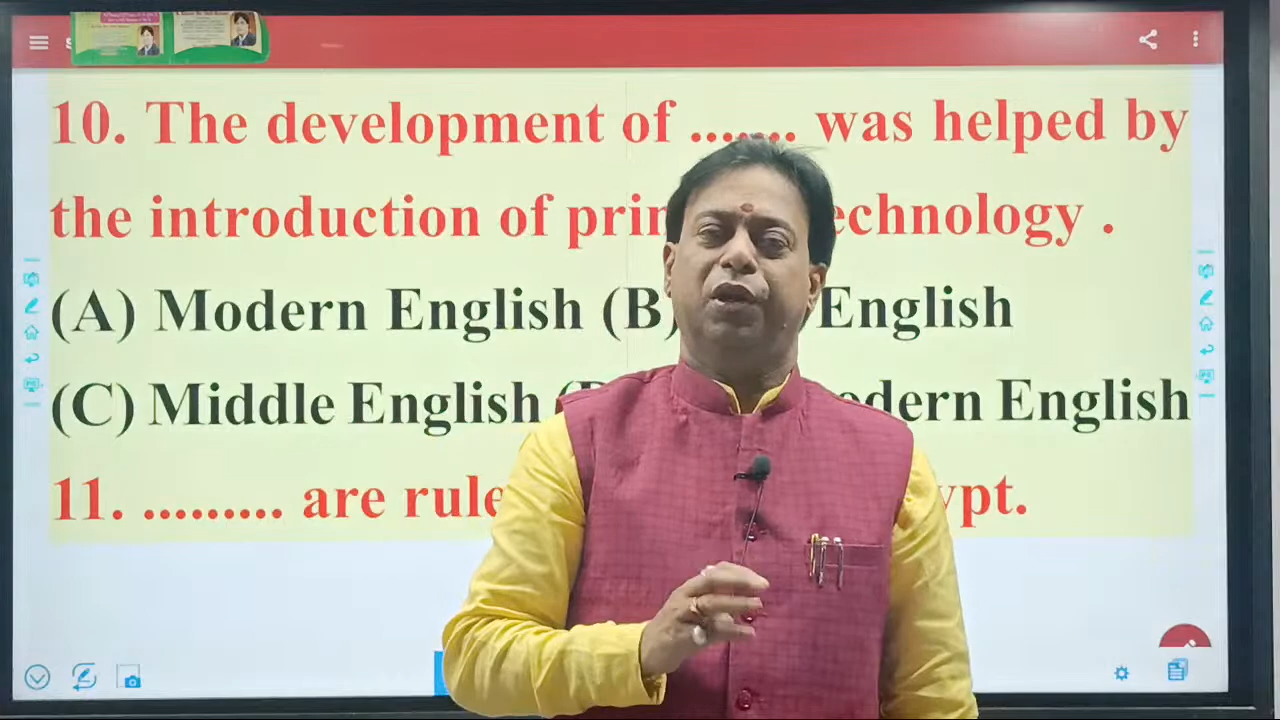 10. The development of ....... was helped by
the introduction of prin echnology .
(A) Modern English (B) English
(C) Middle English odern English
11. ......... are rule ypt.